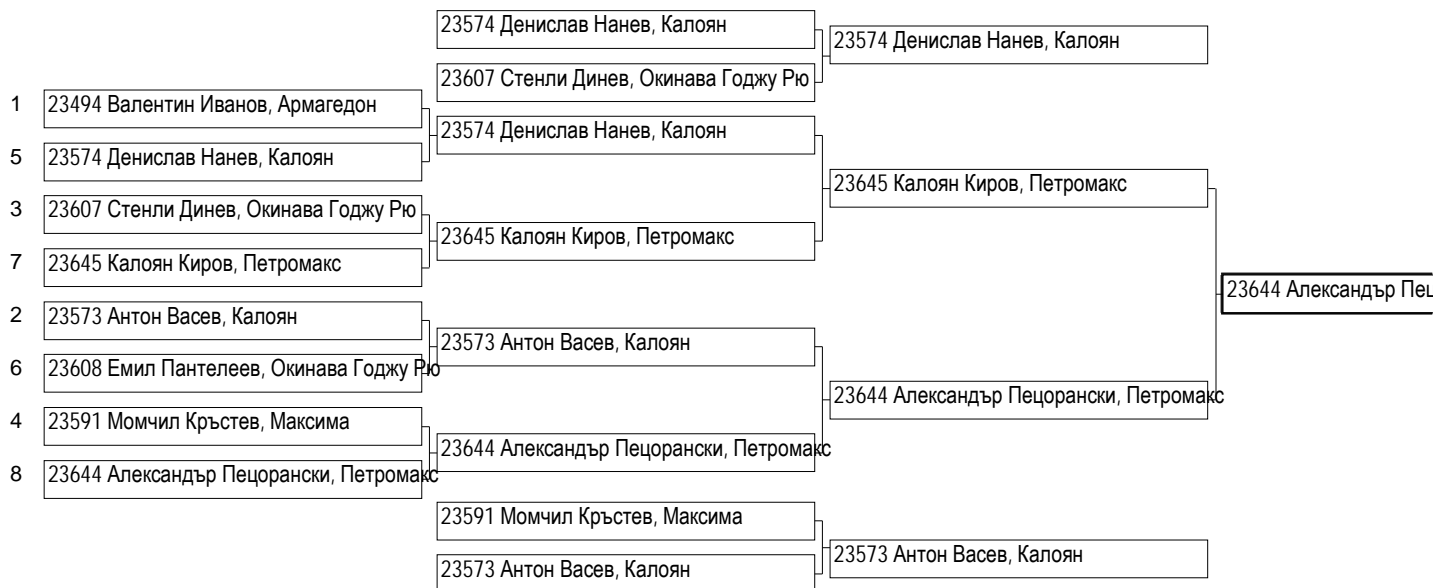 23574 Денислав Нанев, Калоян
23574 Денислав Нанев, Калоян
23607 Стенли Динев, Окинава Годжу Рю
1 23494 Валентин Иванов, Армагедон
23574 Денислав Нанев, Калоян
5 23574 Денислав Нанев, Калоян
23645 Калоян Киров, Петромакс
3 23607 Стенли Динев, Окинава Годжу Рю
23645 Калоян Киров, Петромакс
7 23645 Калоян Киров, Петромакс
23644 Александър Пец
2 23573 Антон Васев, Калоян
23573 Антон Васев, Калоян
6 23608 Емил Пантелеев, Окинава Годжу Рю
23644 Александър Пецорански, Петромакс
4 23591 Момчил Кръстев, Максима
23644 Александър Пецорански, Петромакс
8 23644 Александър Пецорански, Петромакс
23591 Момчил Кръстев, Максима
23573 Антон Васев, Калоян
23573 Антон Васев, Калоян